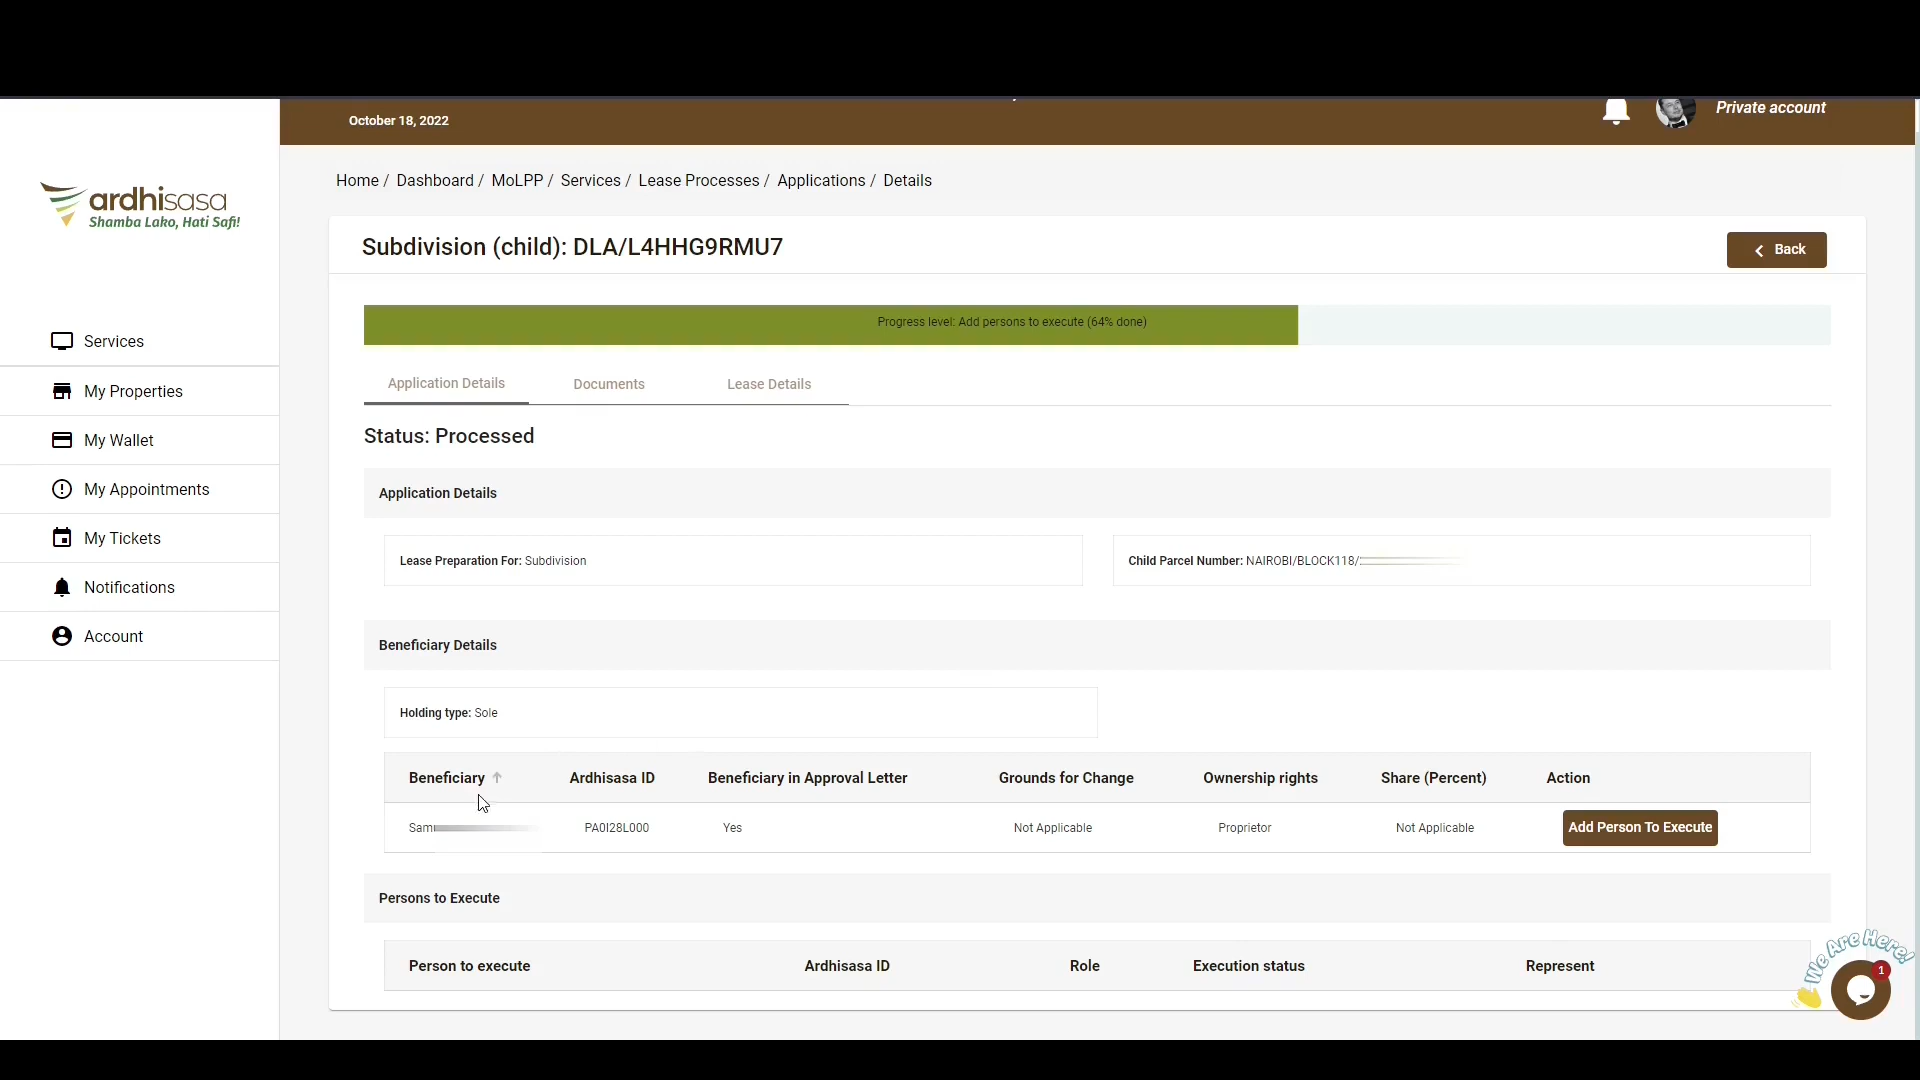 October 18, 2022
Private account
ardhisasa
Shamba Lako, Hati Safi!
Home / Dashboard / MoLPP / Services / Lease Processes / Applications / Details
Subdivision (child): DLA/L4HHG9RMU7
Back
Progress level: Add persons to execute (64% done)
Services
My Properties
My Wallet
My Appointments
My Tickets
Notifications
Account
Application Details Documents Lease Details
Status: Processed
Application Details
Lease Preparation For: Subdivision
Child Parcel Number: NAIROBI/BLOCK118/
Beneficiary Details
Holding type: Sole
Beneficiary Ardhisasa ID Beneficiary in Approval Letter Grounds for Change Ownership rights Share (Percent) Action
PA0I28L000 Yes Not Applicable Proprietor Not Applicable Add Person To Execute
Persons to Execute
Person to execute Ardhisasa ID Role Execution status Represent
We Are Here!
1